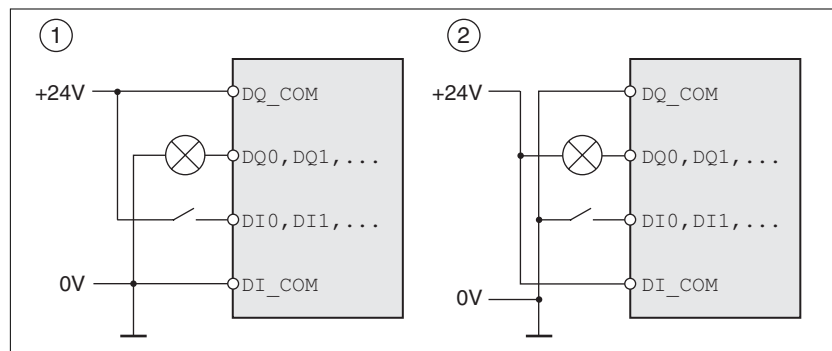 1
+24V
DQ_COM
DQ0,DQ1,...
DI0,DI1,...
0V
DI_COM
2
+24V
DQ_COM
DQ0,DQ1,...
DI0,DI1,...
DI_COM
0V